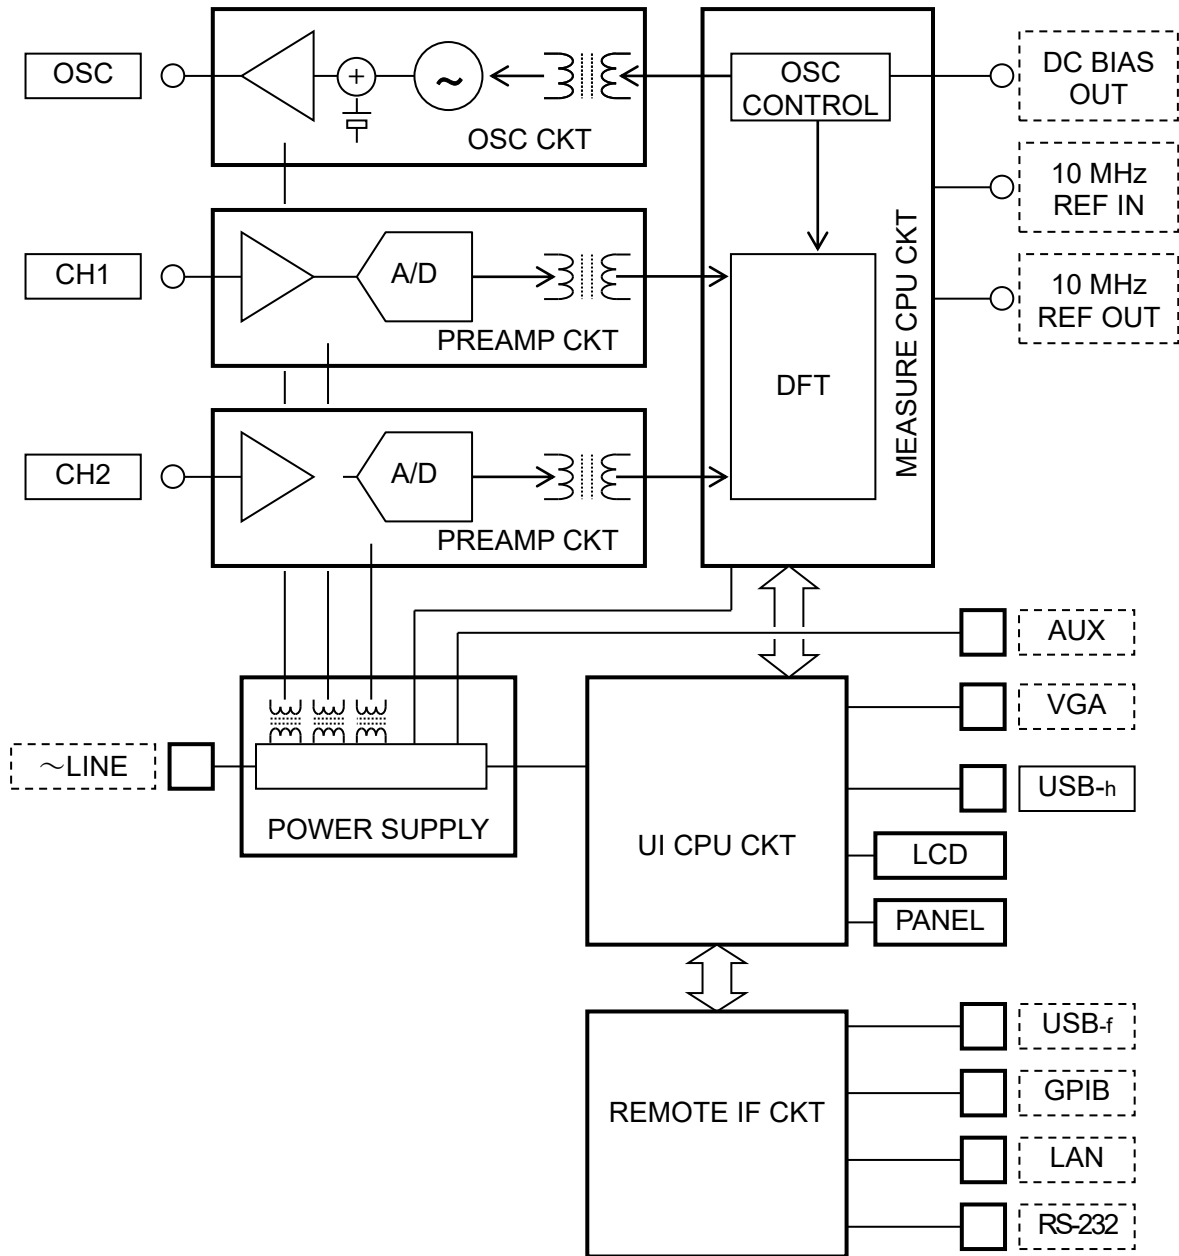 OSC
OSC CKT
OSC
CONTROL
DC BIAS
OUT
10 MHz
REF IN
10 MHz
REF OUT
CH1
A/D
PREAMP CKT
DFT
MEASURE CPU CKT
CH2
A/D
PREAMP CKT
AUX
VGA
～LINE
POWER SUPPLY
USB-h
UI CPU CKT
LCD
PANEL
USB-f
REMOTE IF CKT
GPIB
LAN
RS-232